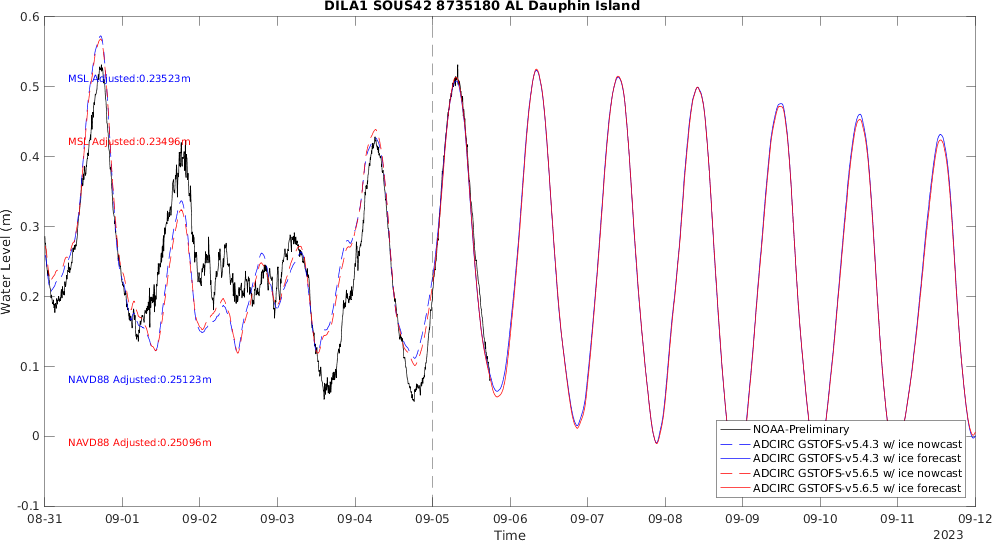 DILA1 SOUS42 8735180 AL Dauphin Island
Water Level (m)
0.6
0.5
0.4
0.3
0.2
0.1
0
-0.1
MSL Adjusted:0.23523m
MSL Adjusted:0.23496m
NAVD88 Adjusted:0.25123m
NAVD88 Adjusted:0.25096m
NOAA-Preliminary
ADCIRC GSTOFS-v5.4.3 w/ ice nowcast
ADCIRC GSTOFS-v5.4.3 w/ ice forecast
ADCIRC GSTOFS-v5.6.5 w/ ice nowcast
ADCIRC GSTOFS-v5.6.5 w/ ice forecast
08-31 09-01 09-02 09-03 09-04 09-05 09-06 09-07 09-08 09-09 09-10 09-11 09-12
Time
2023